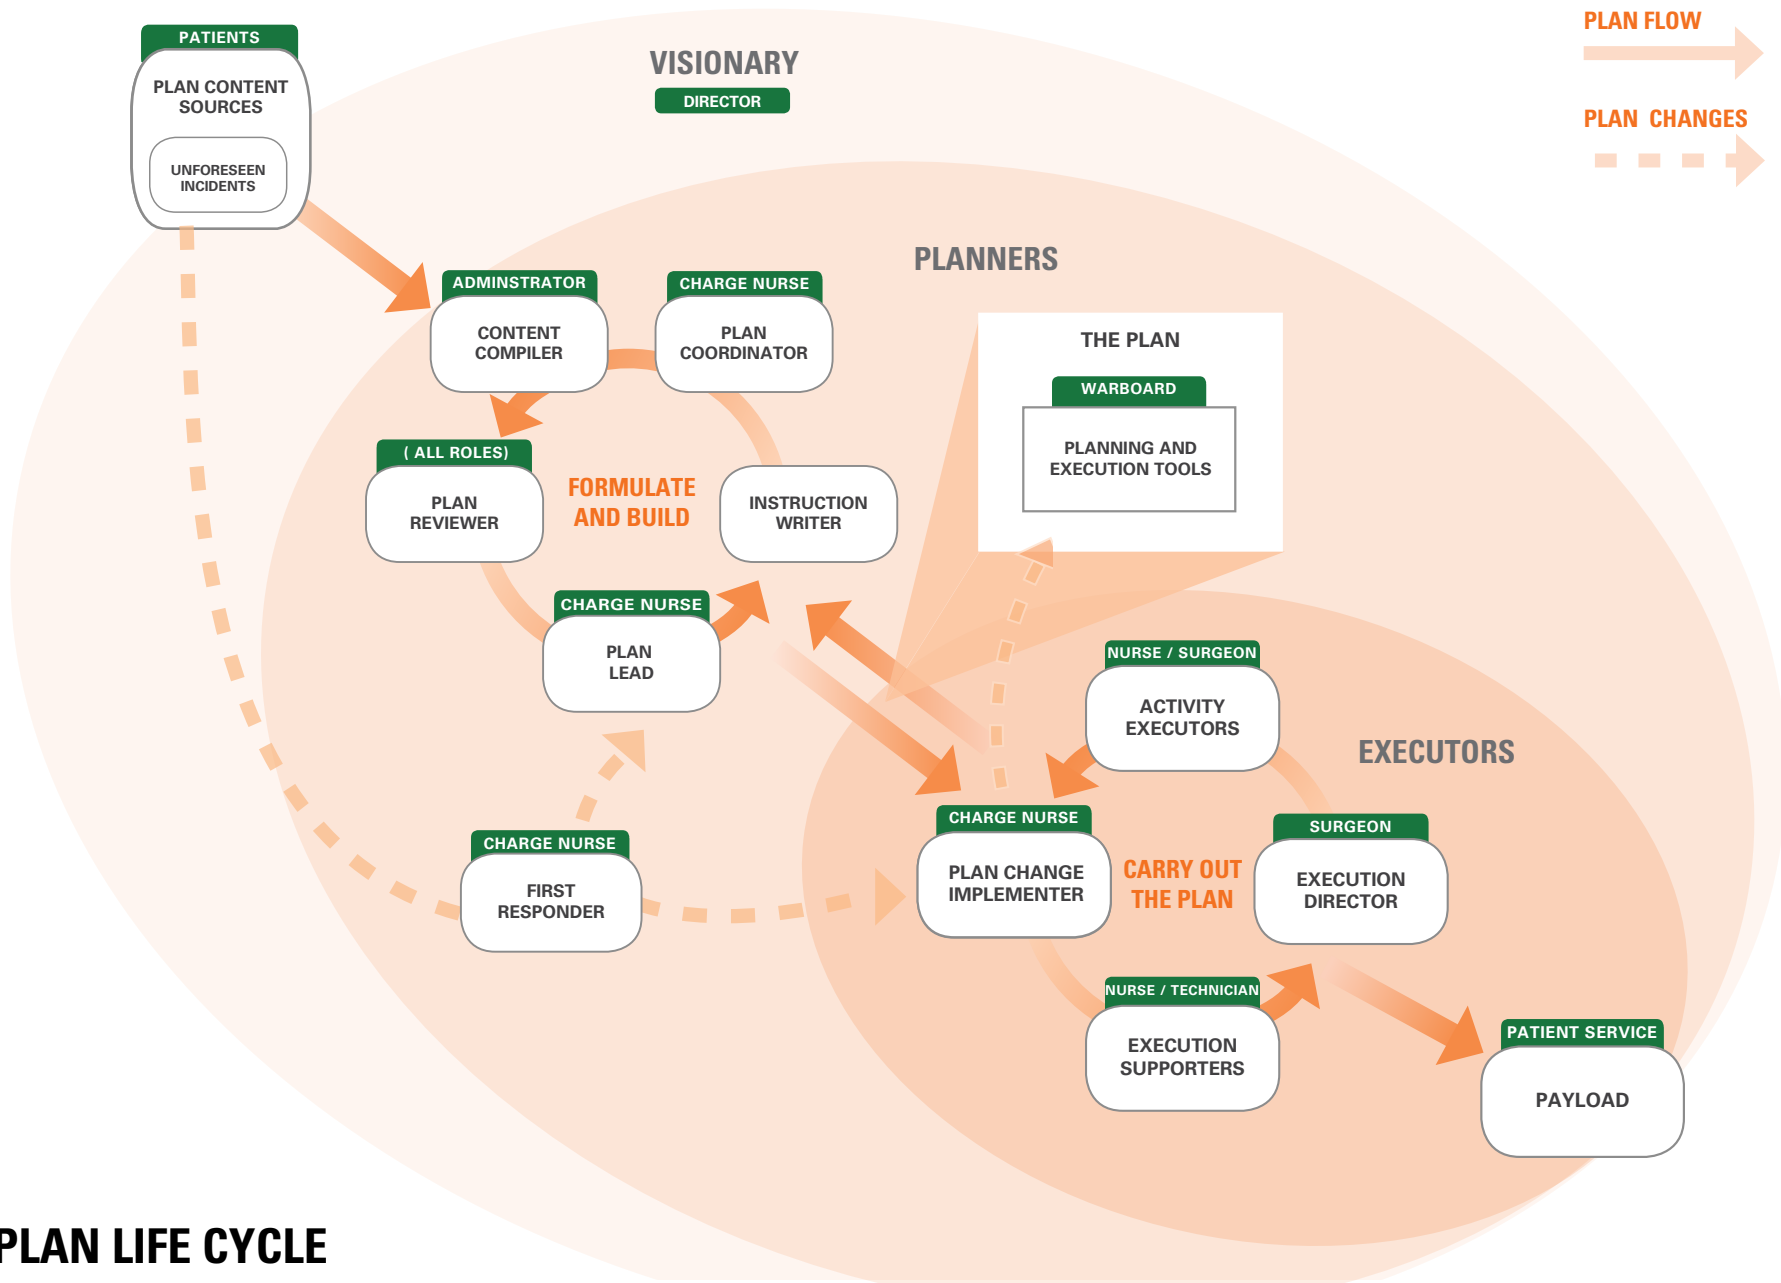 PLAN FLOW
PLAN CHANGES
PATIENTS
PLAN CONTENT
SOURCES
UNFORESEEN
INCIDENTS
VISIONARY
DIRECTOR
PLANNERS
ADMINSTRATOR
CONTENT
COMPILER
CHARGE NURSE
PLAN
COORDINATOR
THE PLAN
WARBOARD
PLANNING AND
EXECUTION TOOLS
( ALL ROLES)
PLAN
REVIEWER
FORMULATE
AND BUILD
INSTRUCTION
WRITER
CHARGE NURSE
PLAN
LEAD
NURSE / SURGEON
ACTIVITY
EXECUTORS
EXECUTORS
CHARGE NURSE
FIRST
RESPONDER
CHARGE NURSE
PLAN CHANGE
IMPLEMENTER
CARRY OUT
THE PLAN
SURGEON
EXECUTION
DIRECTOR
NURSE / TECHNICIAN
EXECUTION
SUPPORTERS
PATIENT SERVICE
PAYLOAD
PLAN LIFE CYCLE